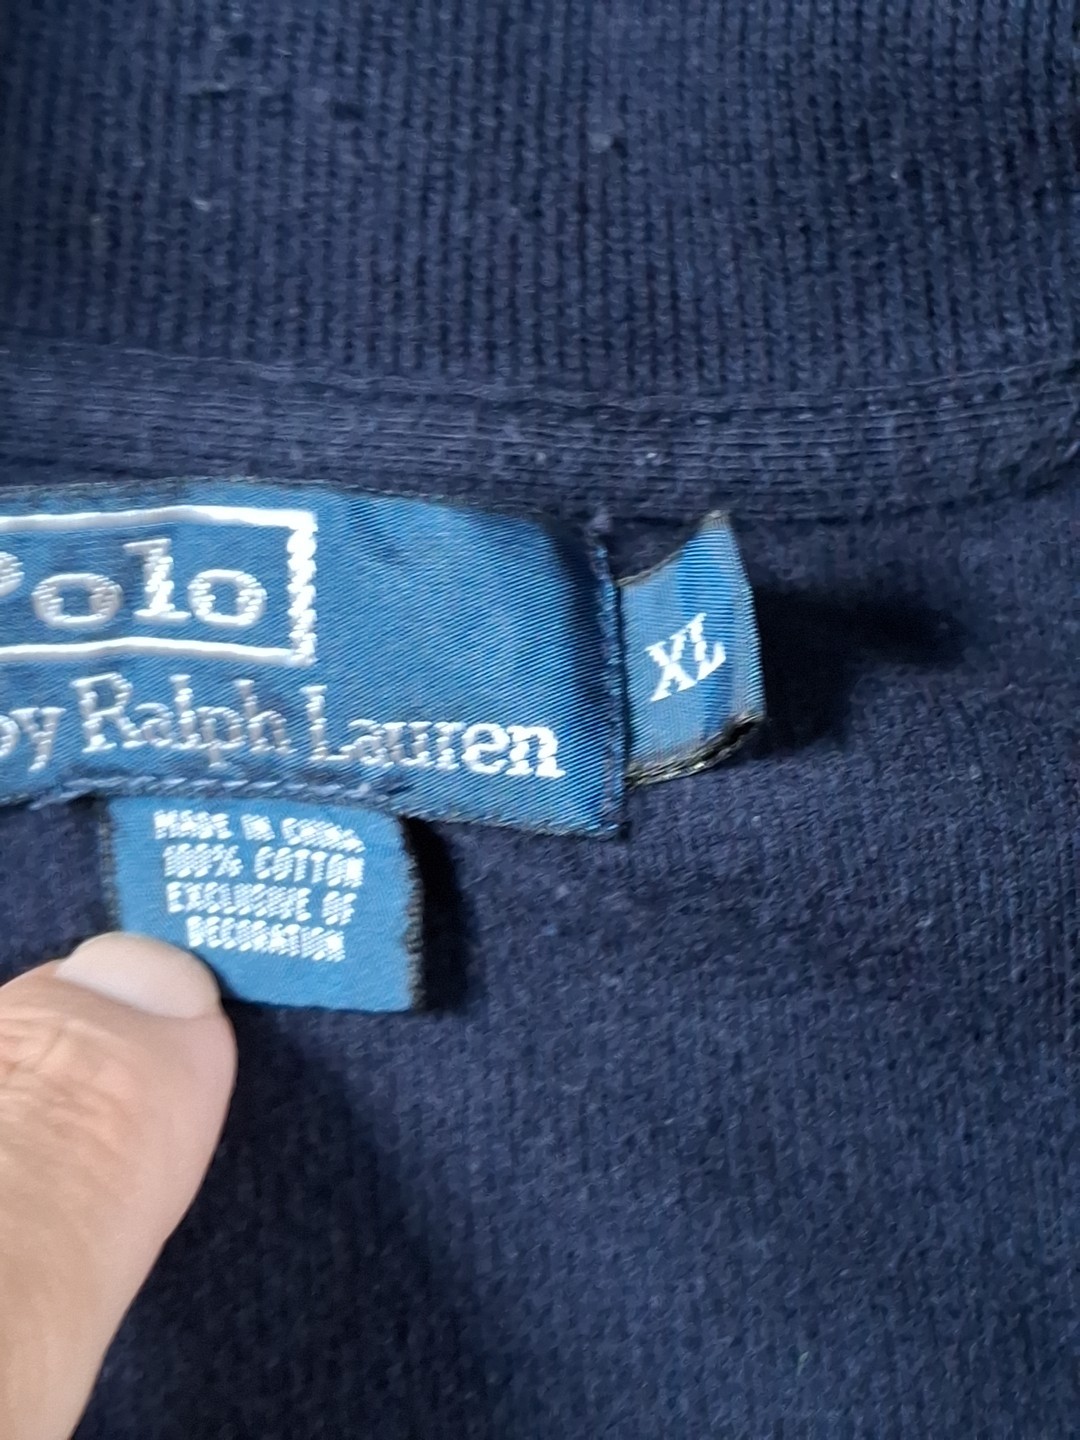 Polo
by Ralph Lauren
XL
MADE IN CHINA
100% COTTON
EXCLUSIVE OF
DECORATION